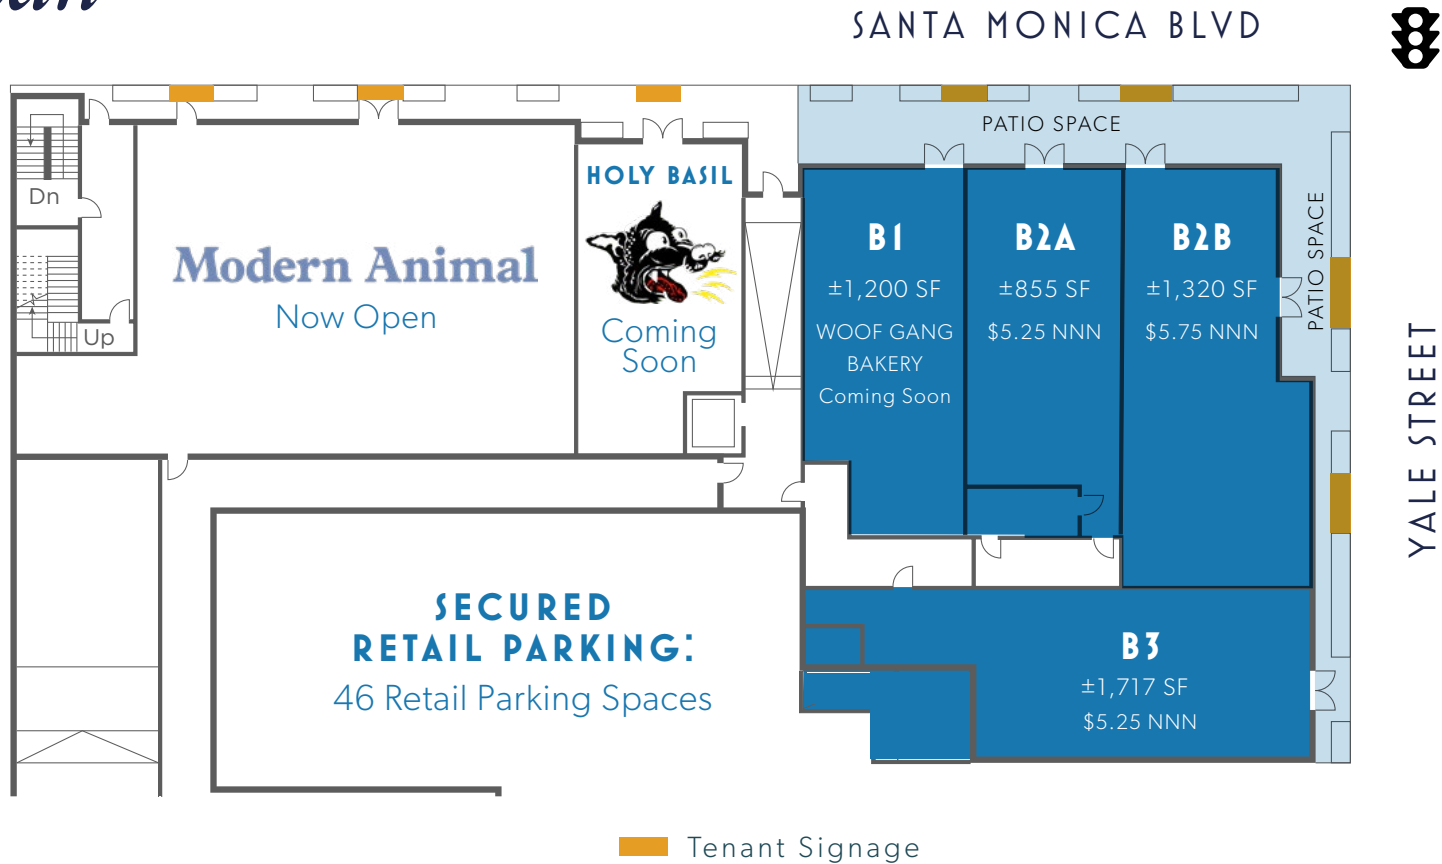 SANTA MONICA BLVD
PATIO SPACE
HOLY BASIL
Dn
Modern Animal
Now Open
Up
Coming
Soon
B1
±1,200 SF
WOOF GANG
BAKERY
Coming Soon
B2A
±855 SF
$5.25 NNN
B2B
±1,320 SF
$5.75 NNN
PATIO SPACE
YALE STREET
SECURED
RETAIL PARKING:
46 Retail Parking Spaces
B3
±1,717 SF
$5.25 NNN
Tenant Signage